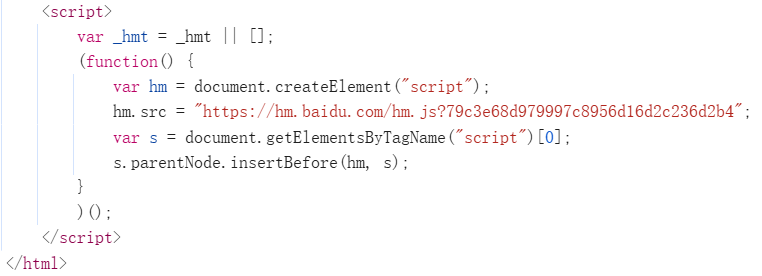 <script>
var _hmt = _hmt || [];
(function() {
var hm = document.createElement("script");
hm.src = "https://hm.baidu.com/hm.js?79c3e68d979997c8956d16d2c236d2b4";
var s = document.getElementsByTagName("script")[0];
s.parentNode.insertBefore(hm, s);
}
)();
</script>
</html>